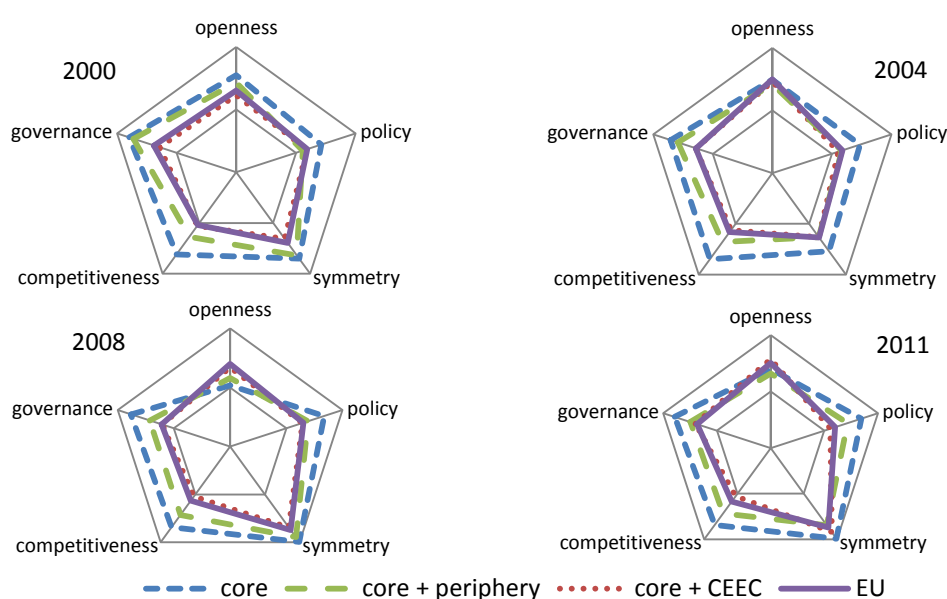 openness
2000
governance
policy
competitiveness
symmetry
openness
2004
governance
policy
competitiveness
symmetry
openness
2008
governance
policy
competitiveness
symmetry
openness
2011
governance
policy
competitiveness
symmetry
core
core + periphery
core + CEEC
EU